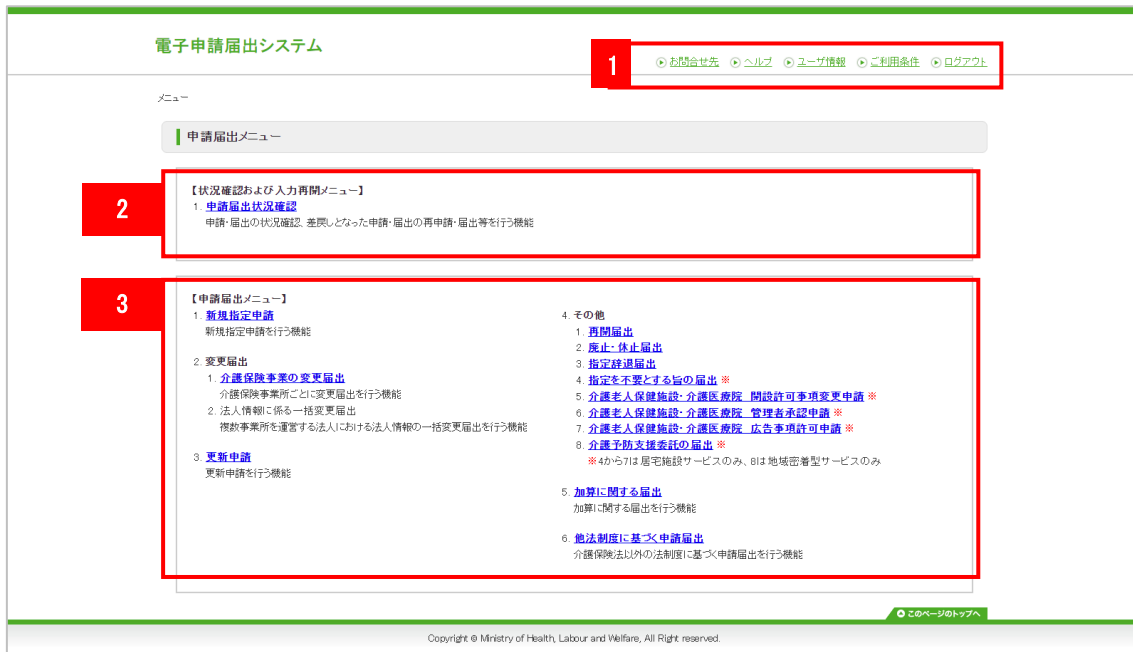 電子申請届出システム
1
お問合せ先 ヘルプ ユーザ情報 ご利用条件 ログアウト
メニュー
申請届出メニュー
2
【状況確認および入力再開メニュー】
1. 申請届出状況確認
申請・届出の状況確認、差戻しとなった申請・届出の再申請・届出等を行う機能
3
【申請届出メニュー】
1. 新規指定申請
新規指定申請を行う機能
2. 変更届出
1. 介護保険事業の変更届出
介護保険事業所ごとに変更届出を行う機能
2. 法人情報に係る一括変更届出
複数事業所を運営する法人における法人情報の一括変更届出を行う機能
3. 更新申請
更新申請を行う機能
4. その他
1. 再開届出
2. 廃止・休止届出
3. 指定辞退届出
4. 指定を不要とする旨の届出 ※
5. 介護老人保健施設・介護医療院 開設許可事項変更申請 ※
6. 介護老人保健施設・介護医療院 管理者承認申請 ※
7. 介護老人保健施設・介護医療院 広告事項許可申請 ※
8. 介護予防支援委託の届出 ※
※4から7は居宅施設サービスのみ、8は地域密着型サービスのみ
5. 加算に関する届出
加算に関する届出を行う機能
6. 他法制度に基づく申請届出
介護保険法以外の法制度に基づく申請届出を行う機能
このページのトップへ
Copyright © Ministry of Health, Labour and Welfare, All Right reserved.